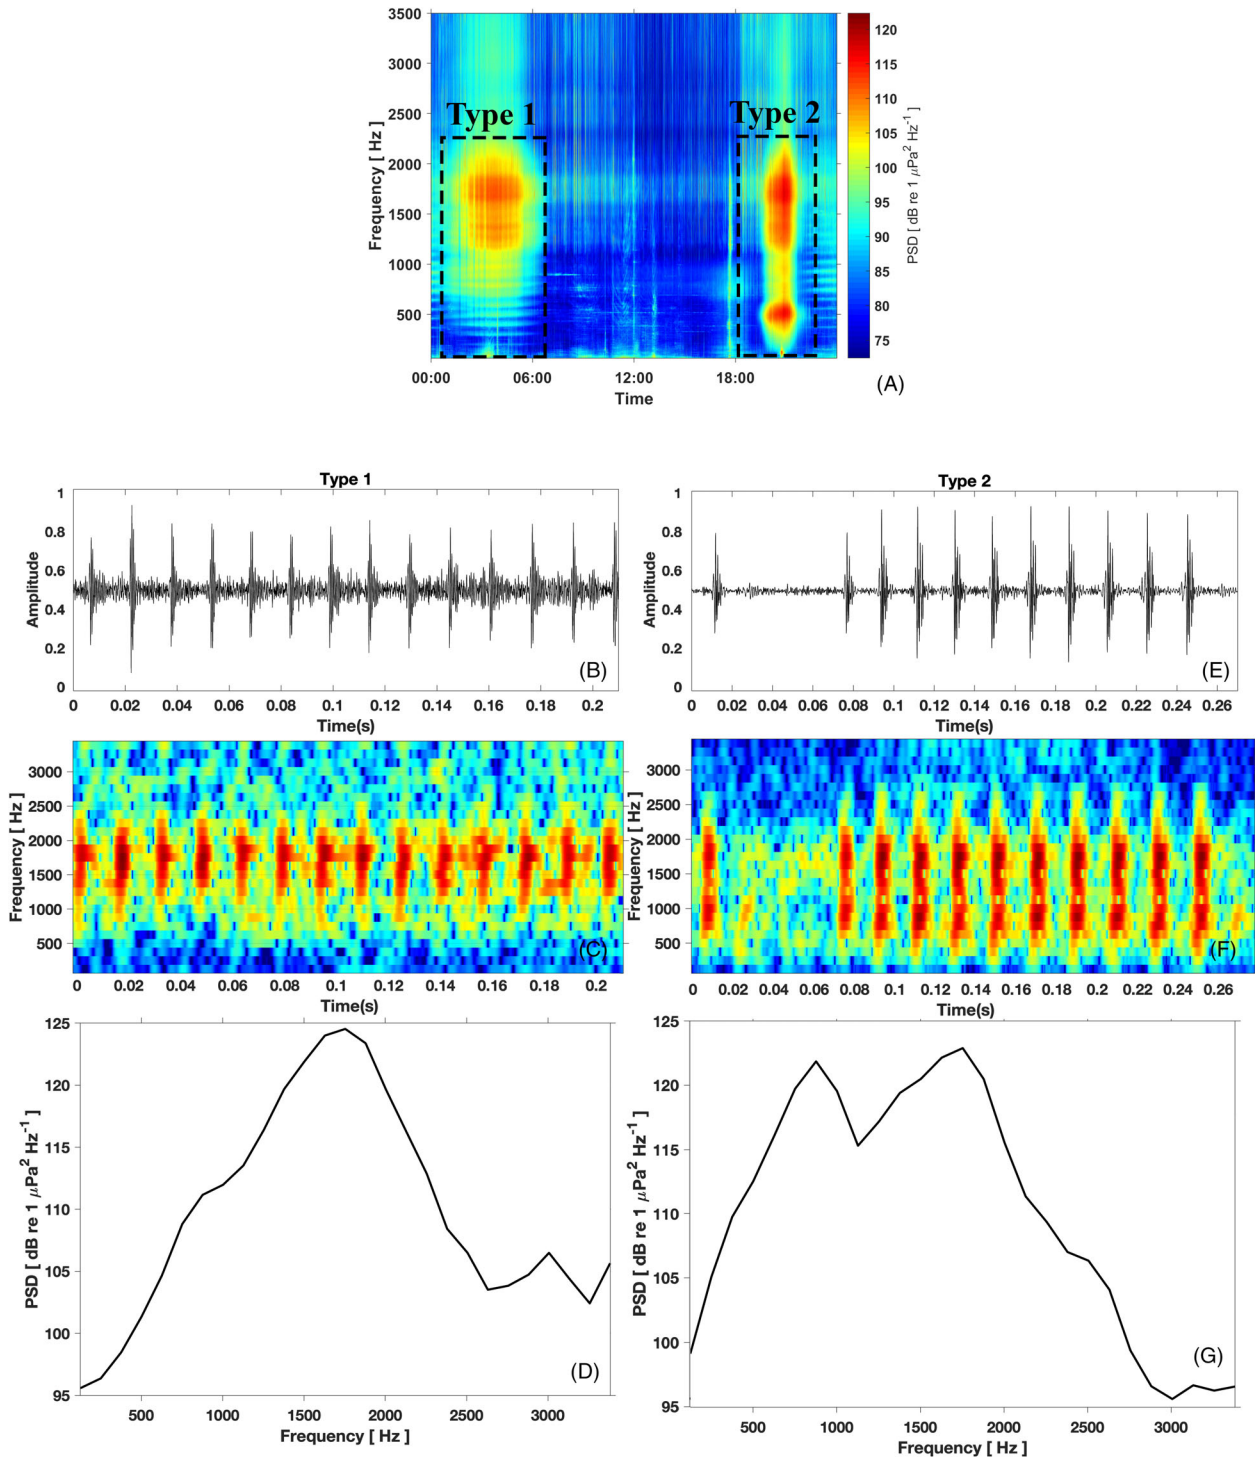 3500
3000
2500
2000
1500
1000
500
Frequency [ Hz ]
Type 1
Type 2
00:00 06:00 12:00 18:00
Time
120
115
110
105
100
95
90
85
80
75
PSD [ dB re 1 μPa² Hz⁻¹ ]
(A)
Type 1
1
0.8
0.6
0.4
0.2
0
Amplitude
(B)
0 0.02 0.04 0.06 0.08 0.1 0.12 0.14 0.16 0.18 0.2
Time(s)
Type 2
1
0.8
0.6
0.4
0.2
0
Amplitude
(E)
0 0.02 0.04 0.06 0.08 0.1 0.12 0.14 0.16 0.18 0.2 0.22 0.24 0.26
Time(s)
3000
2500
2000
1500
1000
500
Frequency [ Hz ]
(C)
0 0.02 0.04 0.06 0.08 0.1 0.12 0.14 0.16 0.18 0.2
Time(s)
3000
2500
2000
1500
1000
500
Frequency [ Hz ]
(F)
0 0.02 0.04 0.06 0.08 0.1 0.12 0.14 0.16 0.18 0.2 0.22 0.24 0.26
Time(s)
125
120
115
110
105
100
95
PSD [ dB re 1 μPa² Hz⁻¹ ]
(D)
500 1000 1500 2000 2500 3000
Frequency [ Hz ]
125
120
115
110
105
100
95
PSD [ dB re 1 μPa² Hz⁻¹ ]
(G)
500 1000 1500 2000 2500 3000
Frequency [ Hz ]